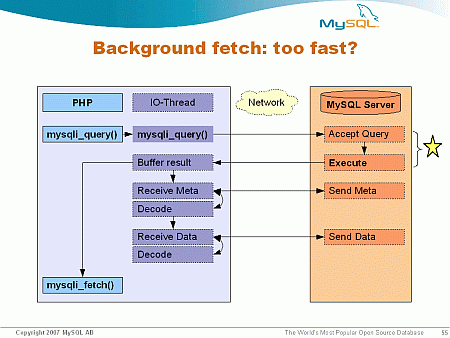 MySQL
Background fetch: too fast?
PHP
IO-Thread
Network
MySQL Server
mysqli_query()
mysqli_query()
Accept Query
Buffer result
Execute
Receive Meta
Send Meta
Decode
Receive Data
Send Data
Decode
mysqli_fetch()
Copyright 2007 MySQL AB
The World's Most Popular Open Source Database
55